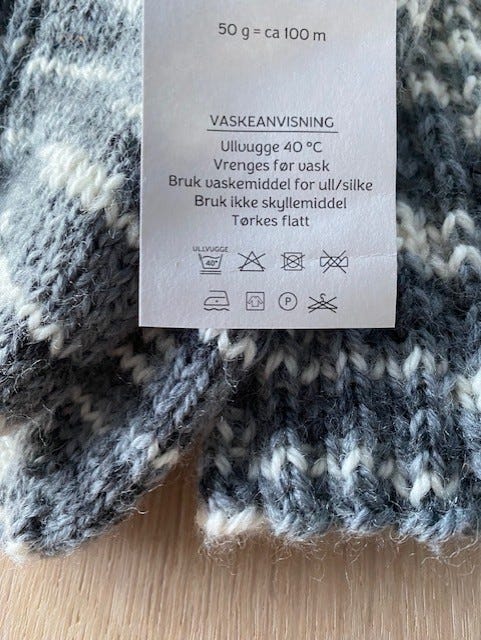 50 g = ca 100 m
VASKEANVISNING
Ullvugge 40 °C
Vrenges før vask
Bruk vaskemiddel for ull/silke
Bruk ikke skyllemiddel
Tørkes flatt
ULLVUGGE
40°
P